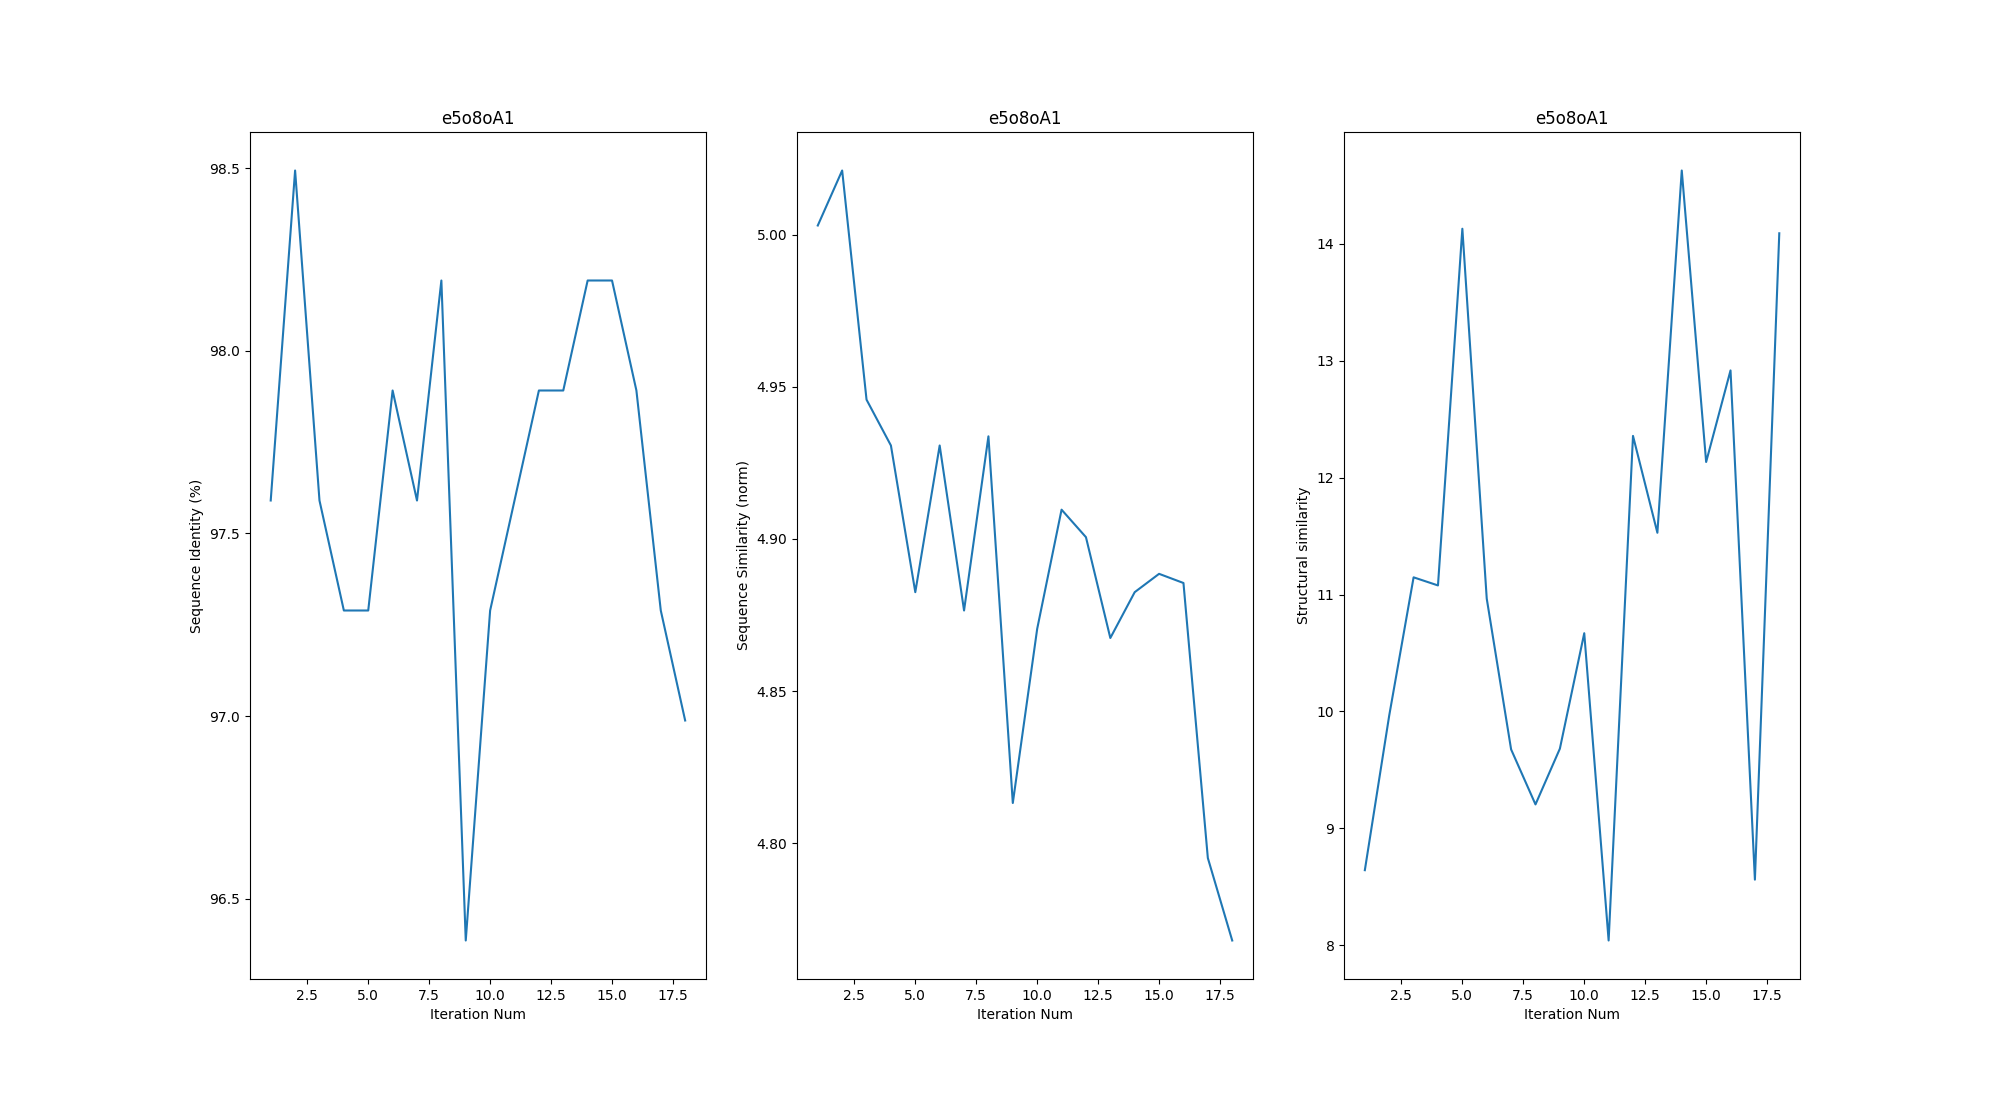 e5o8oA1
98.5
98.0
97.5
97.0
96.5
Sequence Identity (%)
2.5 5.0 7.5 10.0 12.5 15.0 17.5
Iteration Num
e5o8oA1
5.00
4.95
4.90
4.85
4.80
Sequence Similarity (norm)
2.5 5.0 7.5 10.0 12.5 15.0 17.5
Iteration Num
e5o8oA1
14
13
12
11
10
9
8
Structural similarity
2.5 5.0 7.5 10.0 12.5 15.0 17.5
Iteration Num